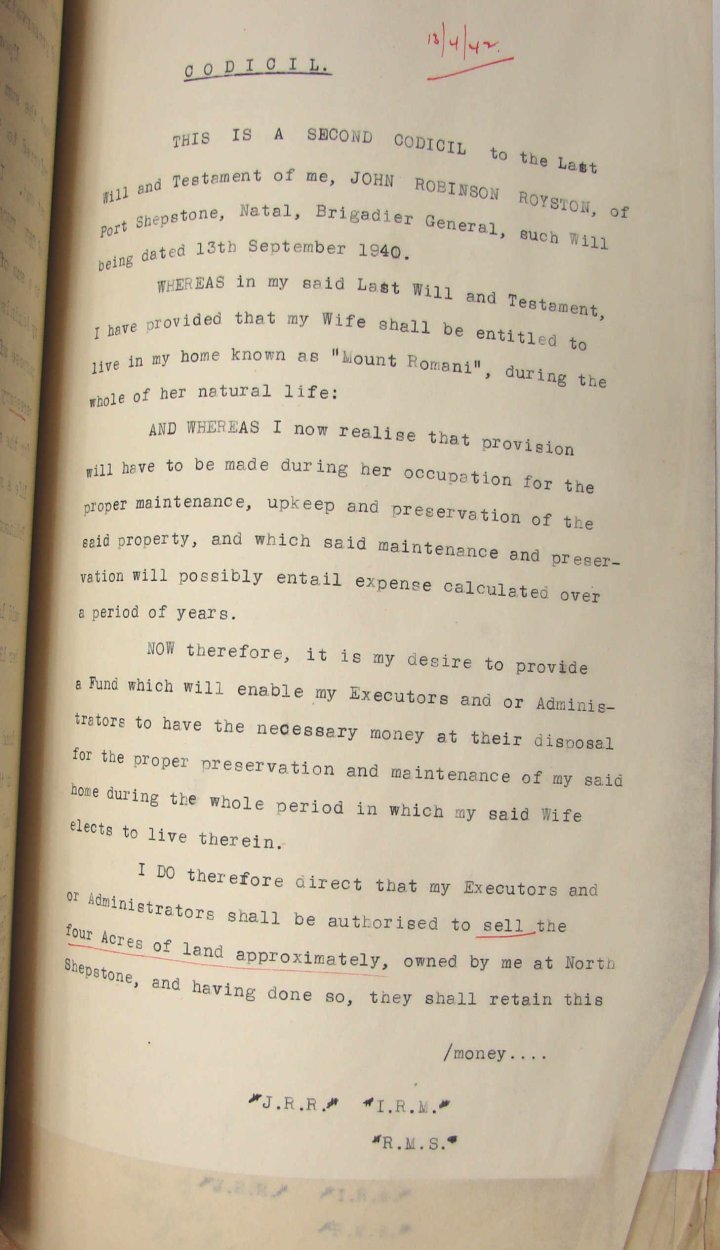 13/4/42.
CODICIL.
THIS IS A SECOND CODICIL to the Last
Will and Testament of me, JOHN ROBINSON ROYSTON, of
Port Shepstone, Natal, Brigadier General, such Will
being dated 13th September 1940.
WHEREAS in my said Last Will and Testament,
I have provided that my Wife shall be entitled to
live in my home known as "Mount Romani", during the
whole of her natural life:
AND WHEREAS I now realise that provision
will have to be made during her occupation for the
proper maintenance, upkeep and preservation of the
said property, and which said maintenance and preser-
vation will possibly entail expense calculated over
a period of years.
NOW therefore, it is my desire to provide
a Fund which will enable my Executors and or Adminis-
trators to have the necessary money at their disposal
for the proper preservation and maintenance of my said
home during the whole period in which my said Wife
elects to live therein.
I DO therefore direct that my Executors and
or Administrators shall be authorised to sell the
four Acres of land approximately, owned by me at North
Shepstone, and having done so, they shall retain this
/money....
"J.R.R." "I.R.M."
"R.M.S."